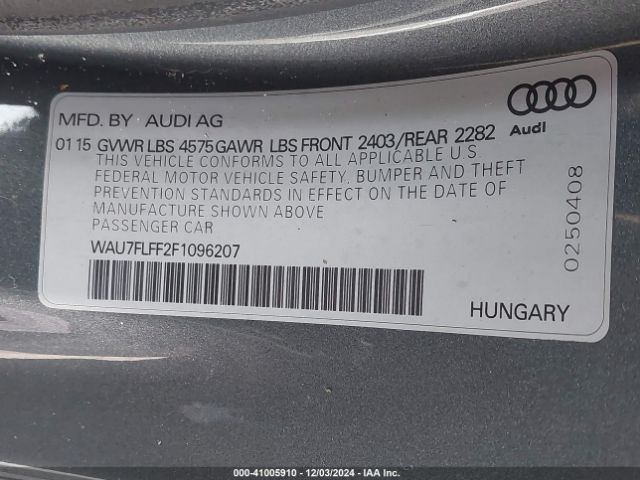 MFD. BY AUDI AG
01 15 GVWR LBS 4575 GAWR LBS FRONT 2403/REAR 2282
THIS VEHICLE CONFORMS TO ALL APPLICABLE U.S.
FEDERAL MOTOR VEHICLE SAFETY, BUMPER AND THEFT
PREVENTION STANDARDS IN EFFECT ON THE DATE OF
MANUFACTURE SHOWN ABOVE
PASSENGER CAR
WAU7FLFF2F1096207
Audi
0250408
HUNGARY
000-41005910 - 12/03/2024 - IAA Inc.